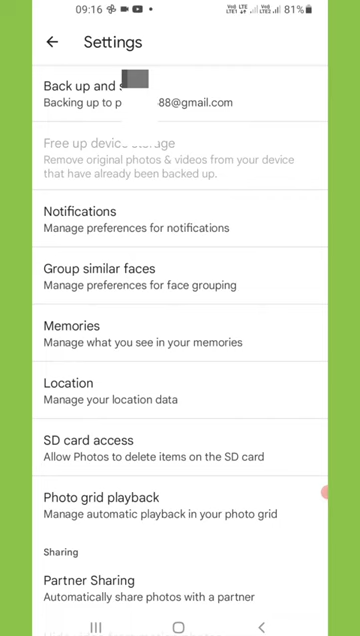 09:16 81%
Settings
Back up and
Backing up to p 88@gmail.com
Free up device storage
Remove original photos & videos from your device
that have already been backed up.
Notifications
Manage preferences for notifications
Group similar faces
Manage preferences for face grouping
Memories
Manage what you see in your memories
Location
Manage your location data
SD card access
Allow Photos to delete items on the SD card
Photo grid playback
Manage automatic playback in your photo grid
Sharing
Partner Sharing
Automatically share photos with a partner